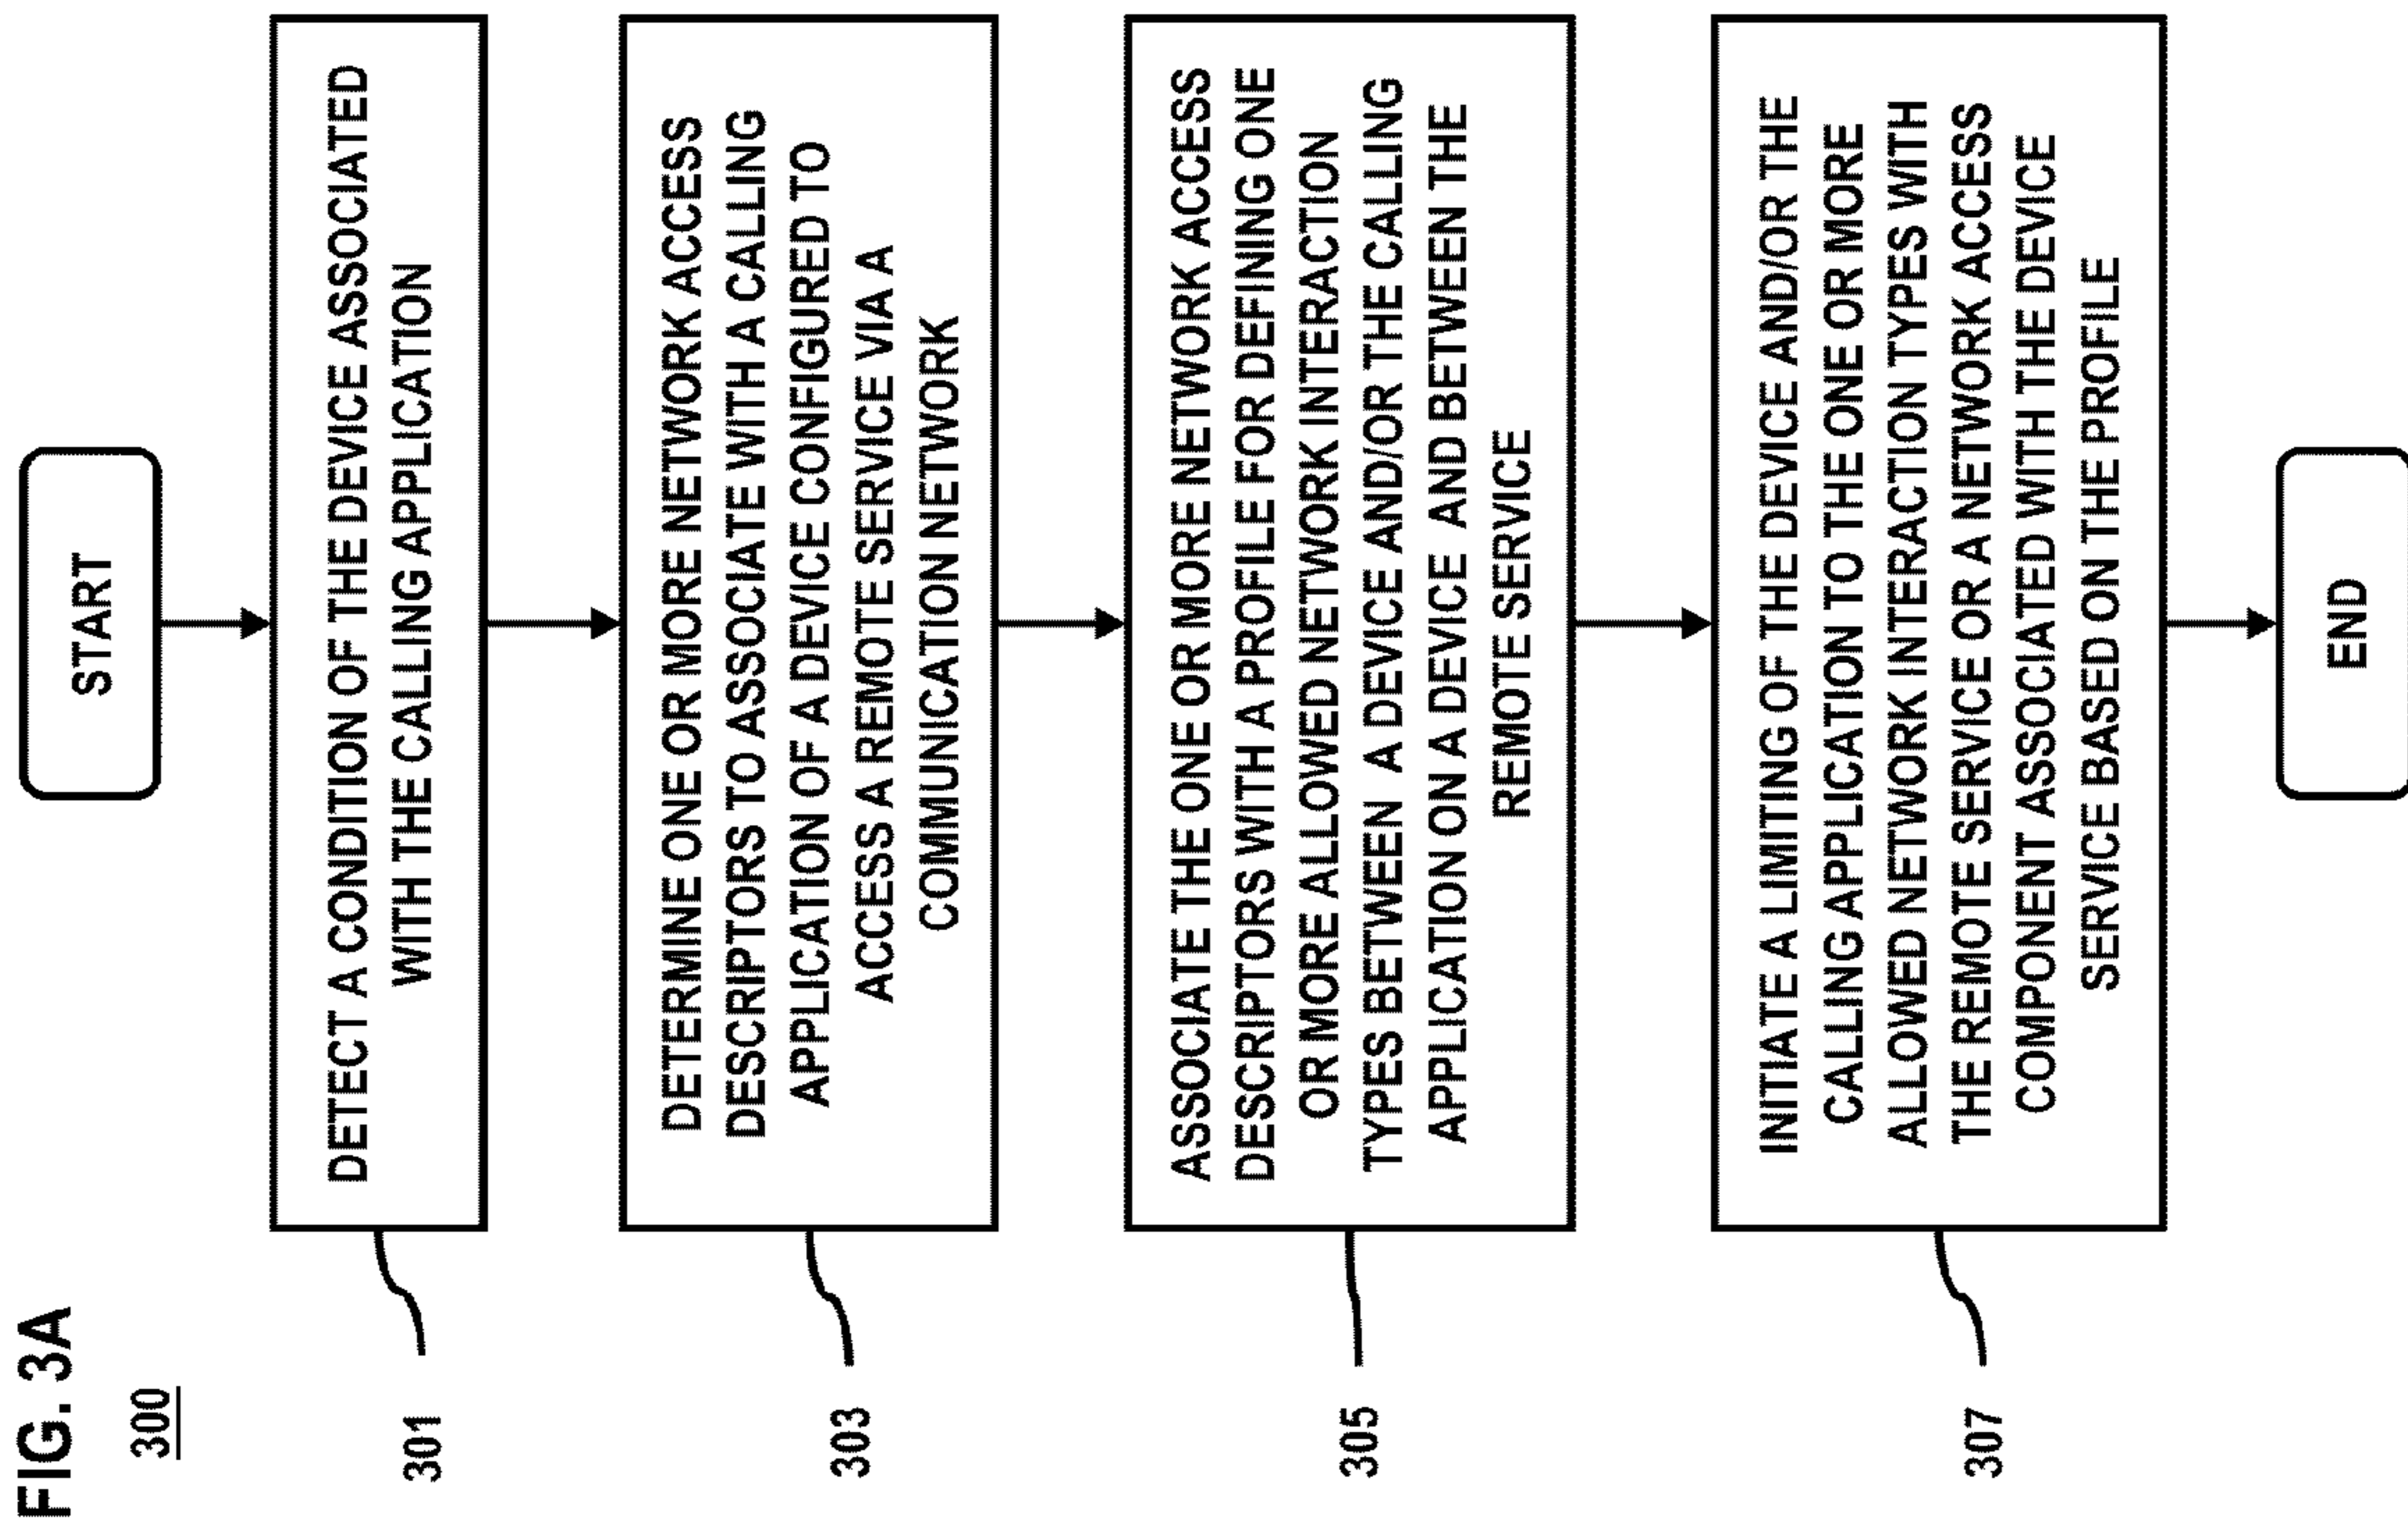 FIG. 3A
300
START
301
DETECT A CONDITION OF THE DEVICE ASSOCIATED
WITH THE CALLING APPLICATION
303
DETERMINE ONE OR MORE NETWORK ACCESS
DESCRIPTORS TO ASSOCIATE WITH A CALLING
APPLICATION OF A DEVICE CONFIGURED TO
ACCESS A REMOTE SERVICE VIA A
COMMUNICATION NETWORK
305
ASSOCIATE THE ONE OR MORE NETWORK ACCESS
DESCRIPTORS WITH A PROFILE FOR DEFINING ONE
OR MORE ALLOWED NETWORK INTERACTION
TYPES BETWEEN A DEVICE AND/OR THE CALLING
APPLICATION ON A DEVICE AND BETWEEN THE
REMOTE SERVICE
307
INITIATE A LIMITING OF THE DEVICE AND/OR THE
CALLING APPLICATION TO THE ONE OR MORE
ALLOWED NETWORK INTERACTION TYPES WITH
THE REMOTE SERVICE OR A NETWORK ACCESS
COMPONENT ASSOCIATED WITH THE DEVICE
SERVICE BASED ON THE PROFILE
END